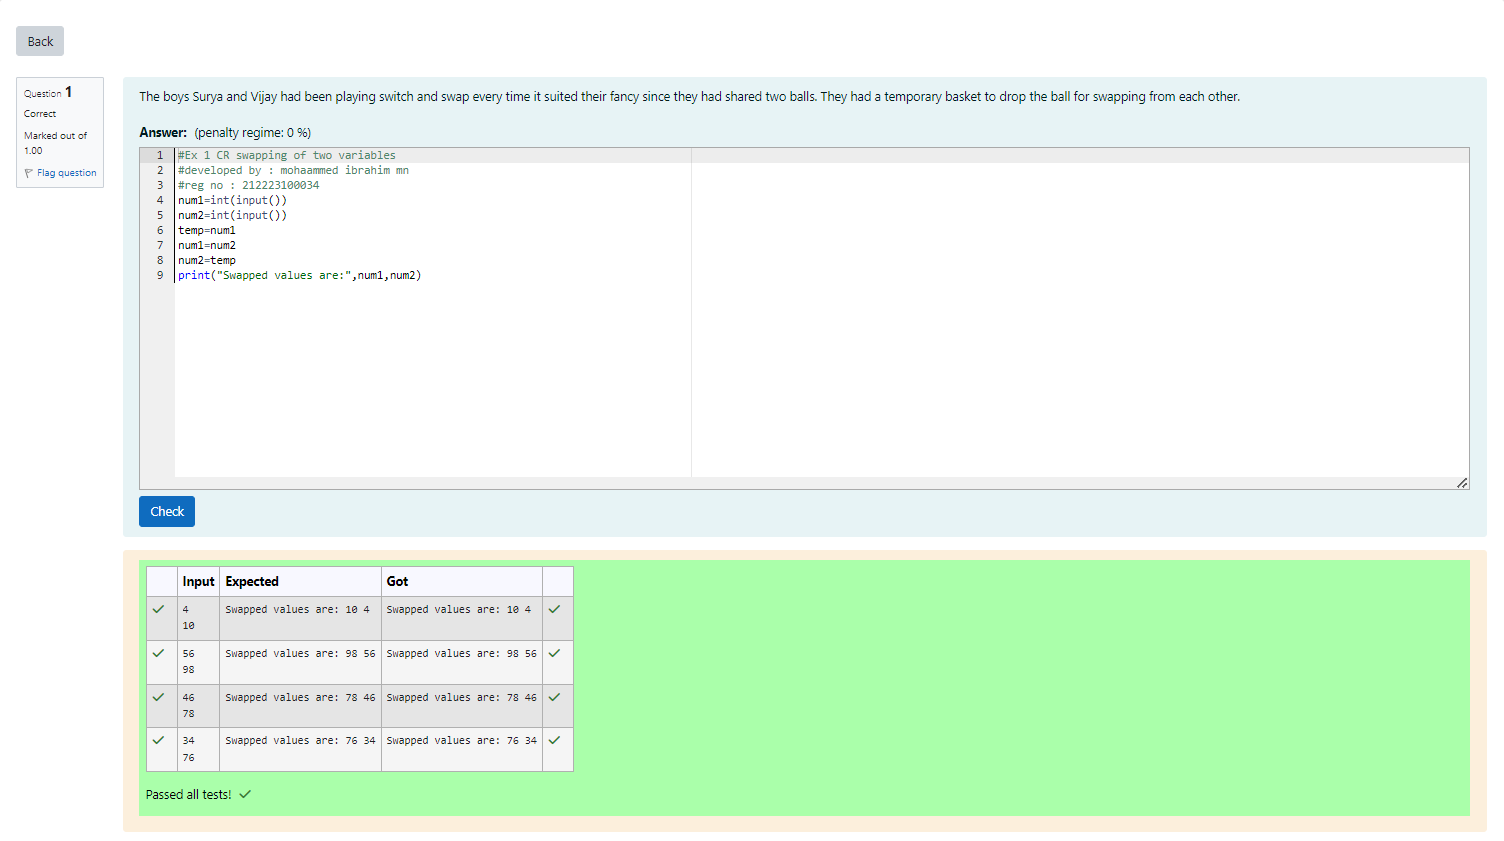 Back
Question 1
Correct
Marked out of
1.00
Flag question
The boys Surya and Vijay had been playing switch and swap every time it suited their fancy since they had shared two balls. They had a temporary basket to drop the ball for swapping from each other.
Answer: (penalty regime: 0 %)
1 #Ex 1 CR swapping of two variables
2 #developed by : mohaammed ibrahim mn
3 #reg no : 212223100034
4 num1=int(input())
5 num2=int(input())
6 temp=num1
7 num1=num2
8 num2=temp
9 print("Swapped values are:",num1,num2)
Check
Input Expected Got
4 Swapped values are: 10 4 Swapped values are: 10 4
10
56 Swapped values are: 98 56 Swapped values are: 98 56
98
46 Swapped values are: 78 46 Swapped values are: 78 46
78
34 Swapped values are: 76 34 Swapped values are: 76 34
76
Passed all tests!